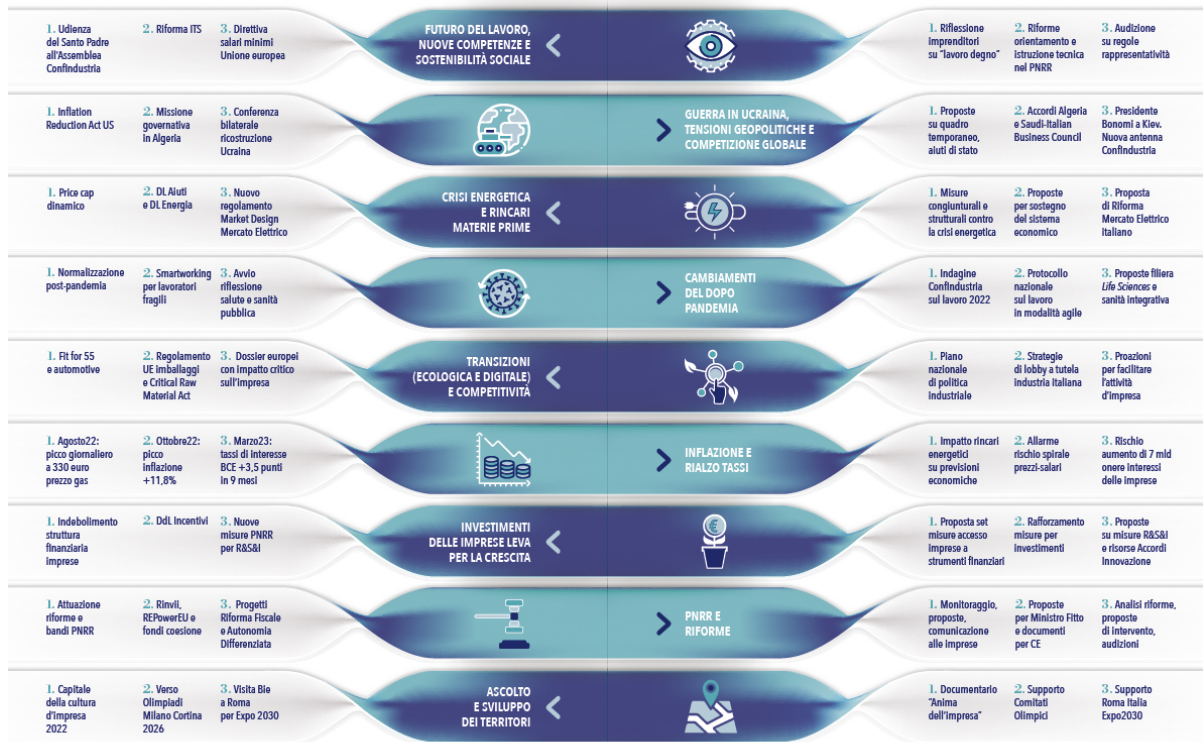 1. Udienza
del Santo Padre
all'Assemblea
Confindustria
2. Riforma ITS
3. Direttiva
salari minimi
Unione europea
FUTURO DEL LAVORO,
NUOVE COMPETENZE E
SOSTENIBILITÀ SOCIALE
1. Riflessione
imprenditori
su "lavoro degno"
2. Riforme
orientamento e
istruzione tecnica
nel PNRR
3. Audizione
su regole
rappresentatività
1. Inflation
Reduction Act US
2. Missione
governativa
in Algeria
3. Conferenza
bilaterale
ricostruzione
Ucraina
GUERRA IN UCRAINA,
TENSIONI GEOPOLITICHE E
COMPETIZIONE GLOBALE
1. Proposte
su quadro
temporaneo,
aiuti di stato
2. Accordi Algeria
e Saudi-Italian
Business Council
3. Presidente
Bonomi a Kiev.
Nuova antenna
Confindustria
1. Price cap
dinamico
2. DL Aiuti
e DL Energia
3. Nuovo
regolamento
Market Design
Mercato Elettrico
CRISI ENERGETICA
E RINCARI
MATERIE PRIME
1. Misure
congiunturali e
strutturali contro
la crisi energetica
2. Proposte
per sostegno
del sistema
economico
3. Proposta
di Riforma
Mercato Elettrico
Italiano
1. Normalizzazione
post-pandemia
2. Smartworking
per lavoratori
fragili
3. Avvio
riflessione
salute e sanità
pubblica
CAMBIAMENTI
DEL DOPO
PANDEMIA
1. Indagine
Confindustria
sul lavoro 2022
2. Protocollo
nazionale
sul lavoro
in modalità agile
3. Proposte filiera
Life Sciences e
sanità integrativa
1. Fit for 55
e automotive
2. Regolamento
UE imballaggi
e Critical Raw
Material Act
3. Dossier europei
con impatto critico
sull'impresa
TRANSIZIONI
(ECOLOGICA E DIGITALE)
E COMPETITIVITÀ
1. Piano
nazionale
di politica
industriale
2. Strategie
di lobby a tutela
industria italiana
3. Proazioni
per facilitare
l'attività
d'impresa
1. Agosto22:
picco giornaliero
a 330 euro
prezzo gas
2. Ottobre22:
picco
inflazione
+11,8%
3. Marzo23:
tassi di interesse
BCE +3,5 punti
in 9 mesi
INFLAZIONE E
RIALZO TASSI
1. Impatto rincari
energetici
su previsioni
economiche
2. Allarme
rischio spirale
prezzi-salari
3. Rischio
aumento di 7 mld
onere interessi
delle imprese
1. Indebolimento
struttura
finanziaria
imprese
2. DdL Incentivi
3. Nuove
misure PNRR
per R&S&I
INVESTIMENTI
DELLE IMPRESE LEVA
PER LA CRESCITA
€
1. Proposta set
misure accesso
imprese a
strumenti finanziari
2. Rafforzamento
misure per
investimenti
3. Proposte
su misure R&S&I
e risorse Accordi
Innovazione
1. Attuazione
riforme e
bandi PNRR
2. Rinvii,
REPowerEU e
fondi coesione
3. Progetti
Riforma Fiscale
e Autonomia
Differenziata
PNRR E
RIFORME
1. Monitoraggio,
proposte,
comunicazione
alle imprese
2. Proposte
per Ministro Fitto
e documenti
per CE
3. Analisi riforme,
proposte
di intervento,
audizioni
1. Capitale
della cultura
d'impresa
2022
2. Verso
Olimpiadi
Milano Cortina
2026
3. Visita Bie
a Roma
per Expo 2030
ASCOLTO
E SVILUPPO
DEI TERRITORI
1. Documentario
"Anima
dell'impresa"
2. Supporto
Comitati
Olimpici
3. Supporto
Roma Italia
Expo2030